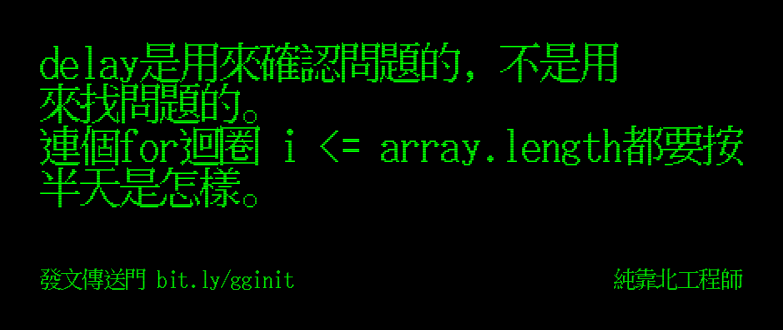 delay是用來確認問題的, 不是用
來找問題的。
連個for迴圈 i <= array.length都要按
半天是怎樣。
發文傳送門 bit.ly/gginit
純靠北工程師